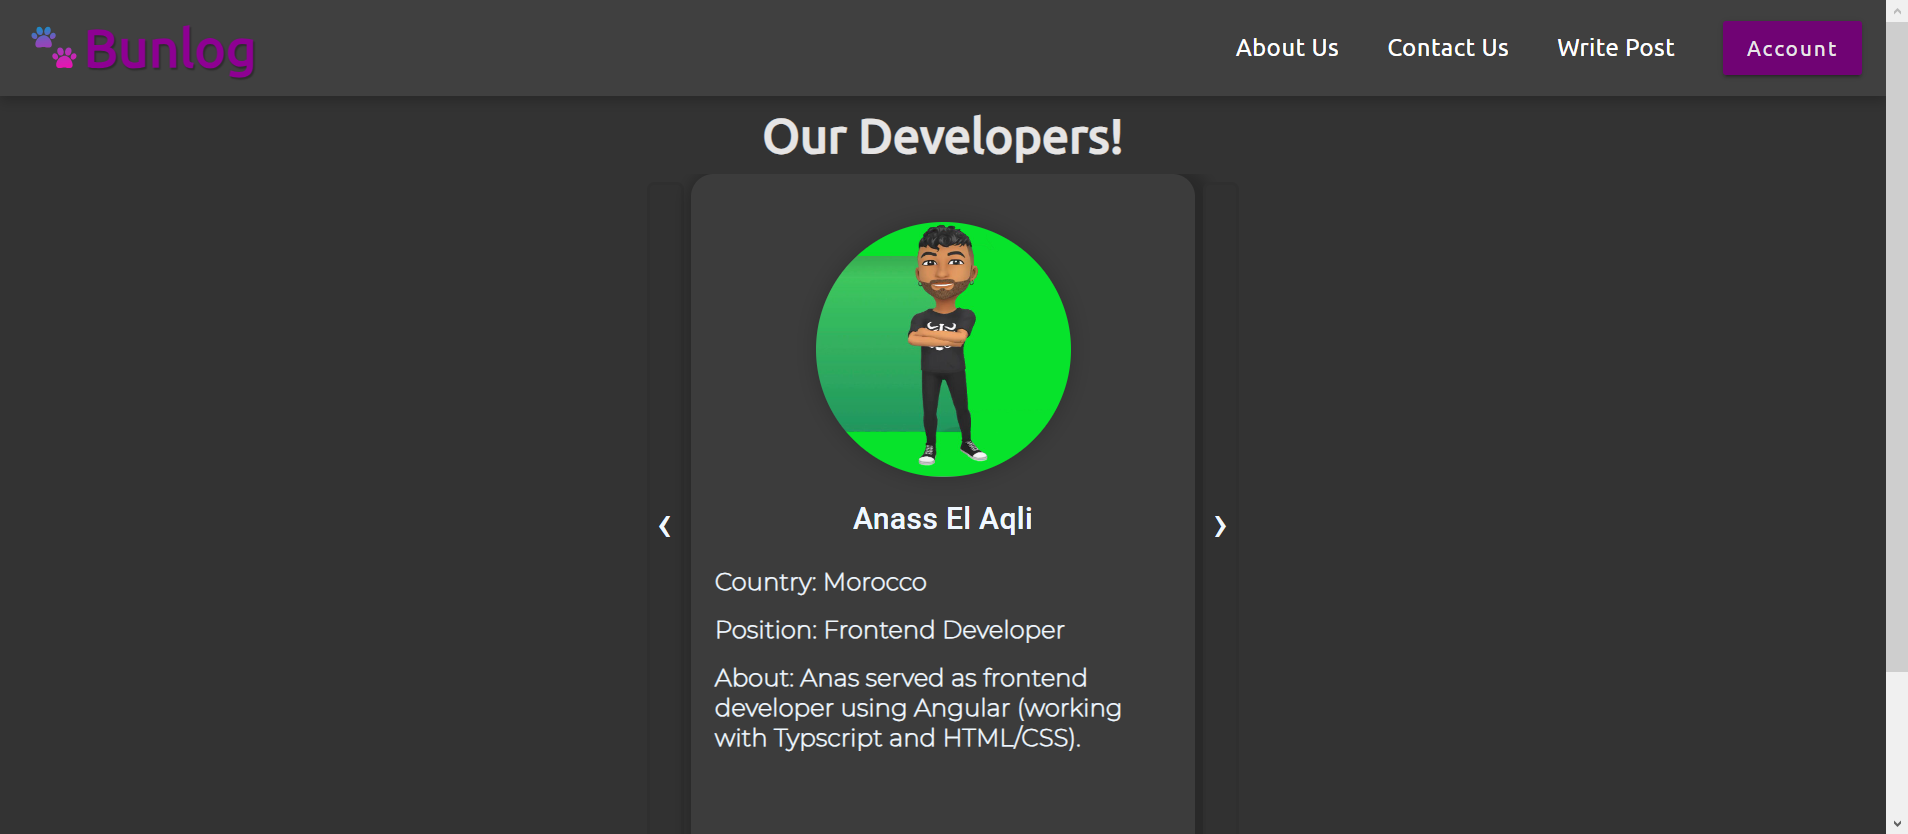 Bunlog
About Us
Contact Us
Write Post
Account
Our Developers!
Anass El Aqli
Country: Morocco
Position: Frontend Developer
About: Anas served as frontend
developer using Angular (working
with Typscript and HTML/CSS).